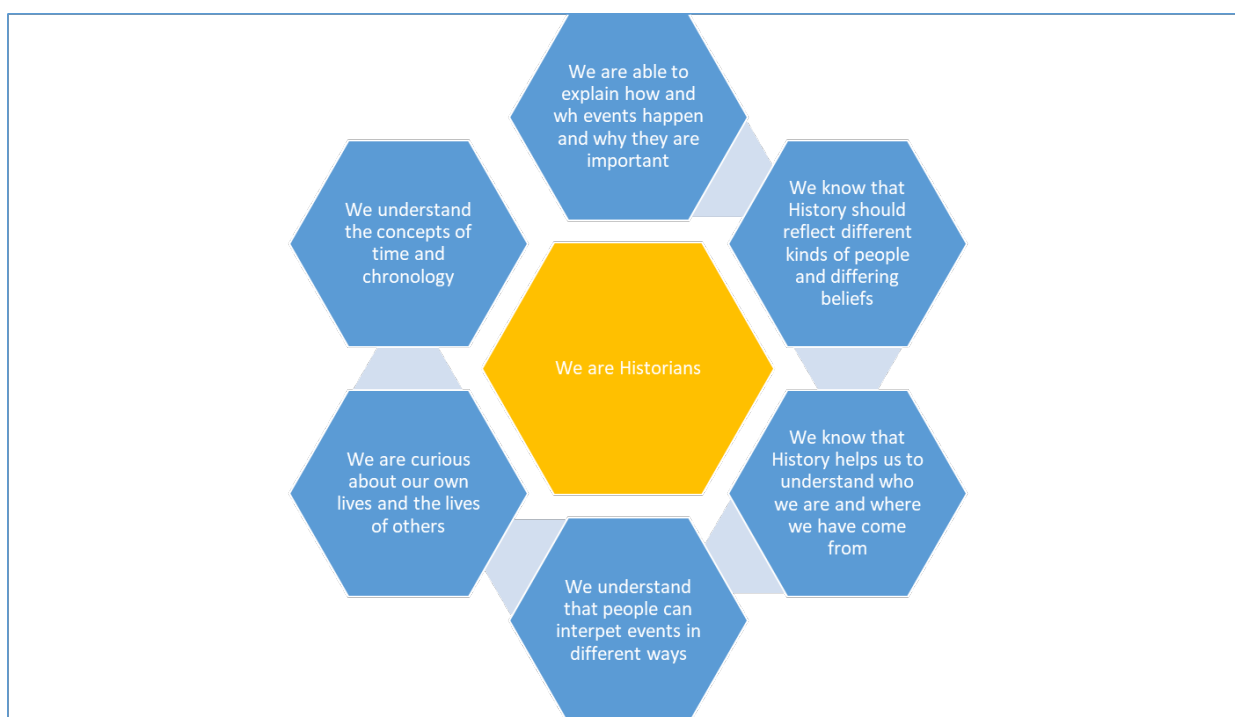 We are able to
explain how and
wh events happen
and why they are
important
We know that
History should
reflect different
kinds of people
and differing
beliefs
We know that
History helps us to
understand who
we are and where
we have come
from
We understand
that people can
interpet events in
different ways
We are curious
about our own
lives and the lives
of others
We understand
the concepts of
time and
chronology
We are Historians